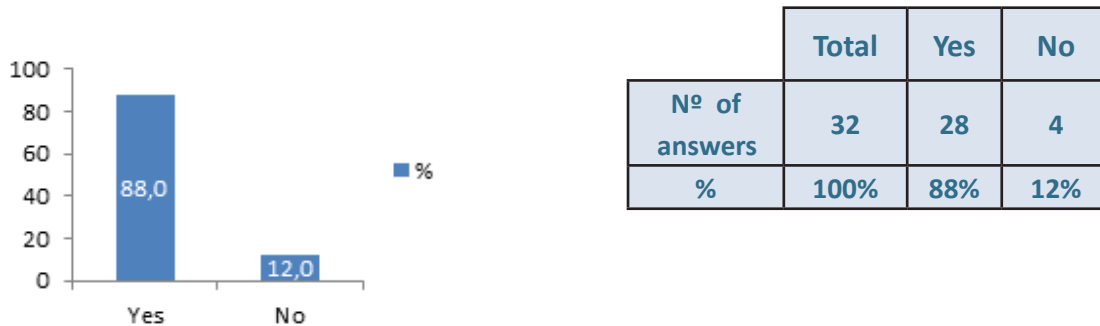 100
80
60
40
20
0
88,0
12,0
Yes No
%
Total Yes No
Nº of
answers 32 28 4
% 100% 88% 12%